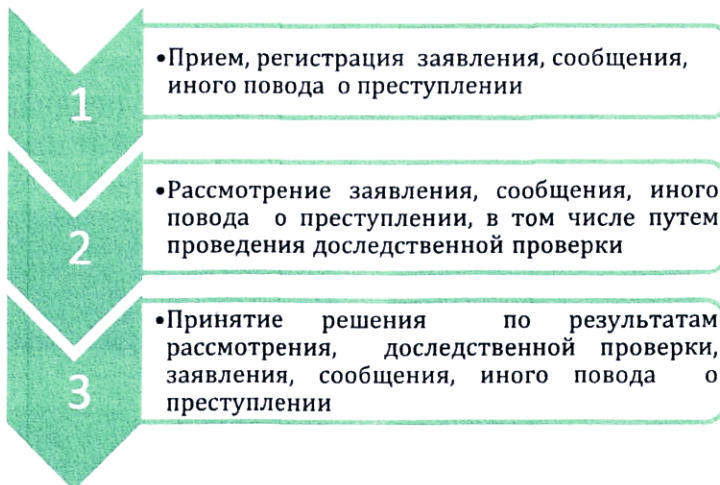 1
•Прием, регистрация заявления, сообщения,
иного повода о преступлении
2
•Рассмотрение заявления, сообщения, иного
повода о преступлении, в том числе путем
проведения доследственной проверки
3
•Принятие решения по результатам
рассмотрения, доследственной проверки,
заявления, сообщения, иного повода о
преступлении